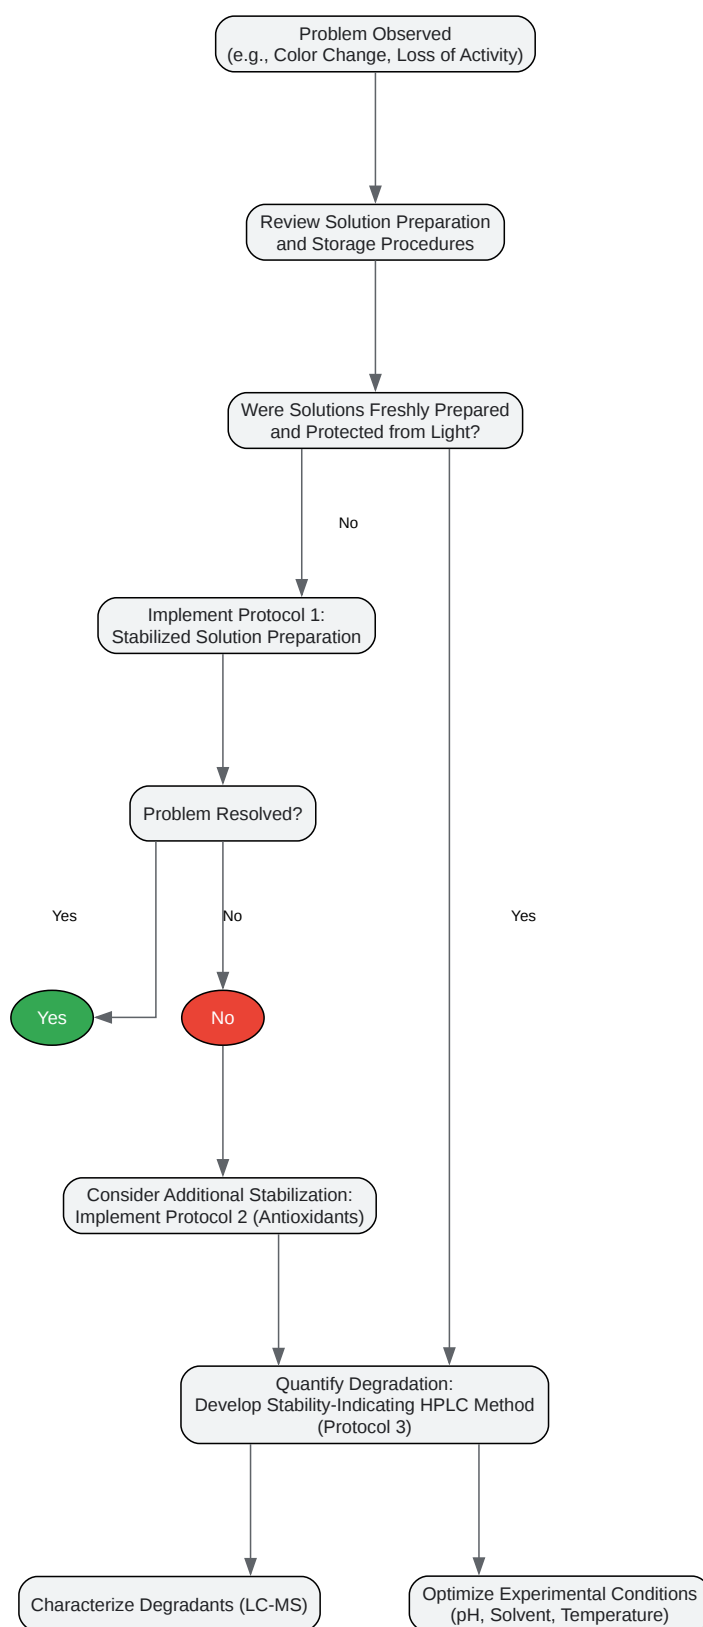 Problem Observed
(e.g., Color Change, Loss of Activity)
Review Solution Preparation
and Storage Procedures
Were Solutions Freshly Prepared
and Protected from Light?
No
Implement Protocol 1:
Stabilized Solution Preparation
Problem Resolved?
Yes
No
Yes
Yes
No
Consider Additional Stabilization:
Implement Protocol 2 (Antioxidants)
Quantify Degradation:
Develop Stability-Indicating HPLC Method
(Protocol 3)
Characterize Degradants (LC-MS)
Optimize Experimental Conditions
(pH, Solvent, Temperature)